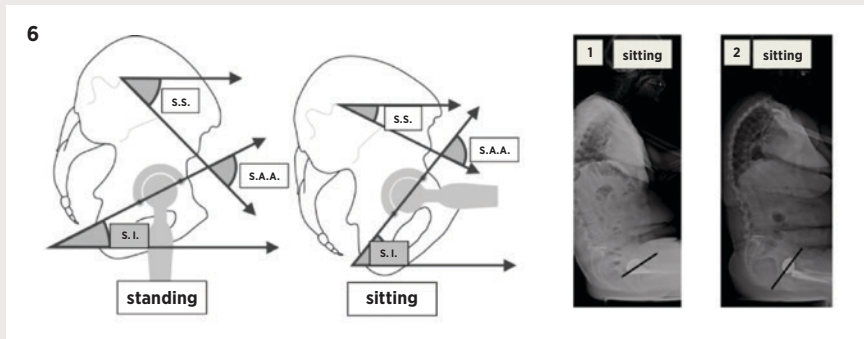 6
S.S.
S.A.A.
S. I.
standing
S.S.
S.A.A.
S. I.
sitting
1 sitting
2 sitting